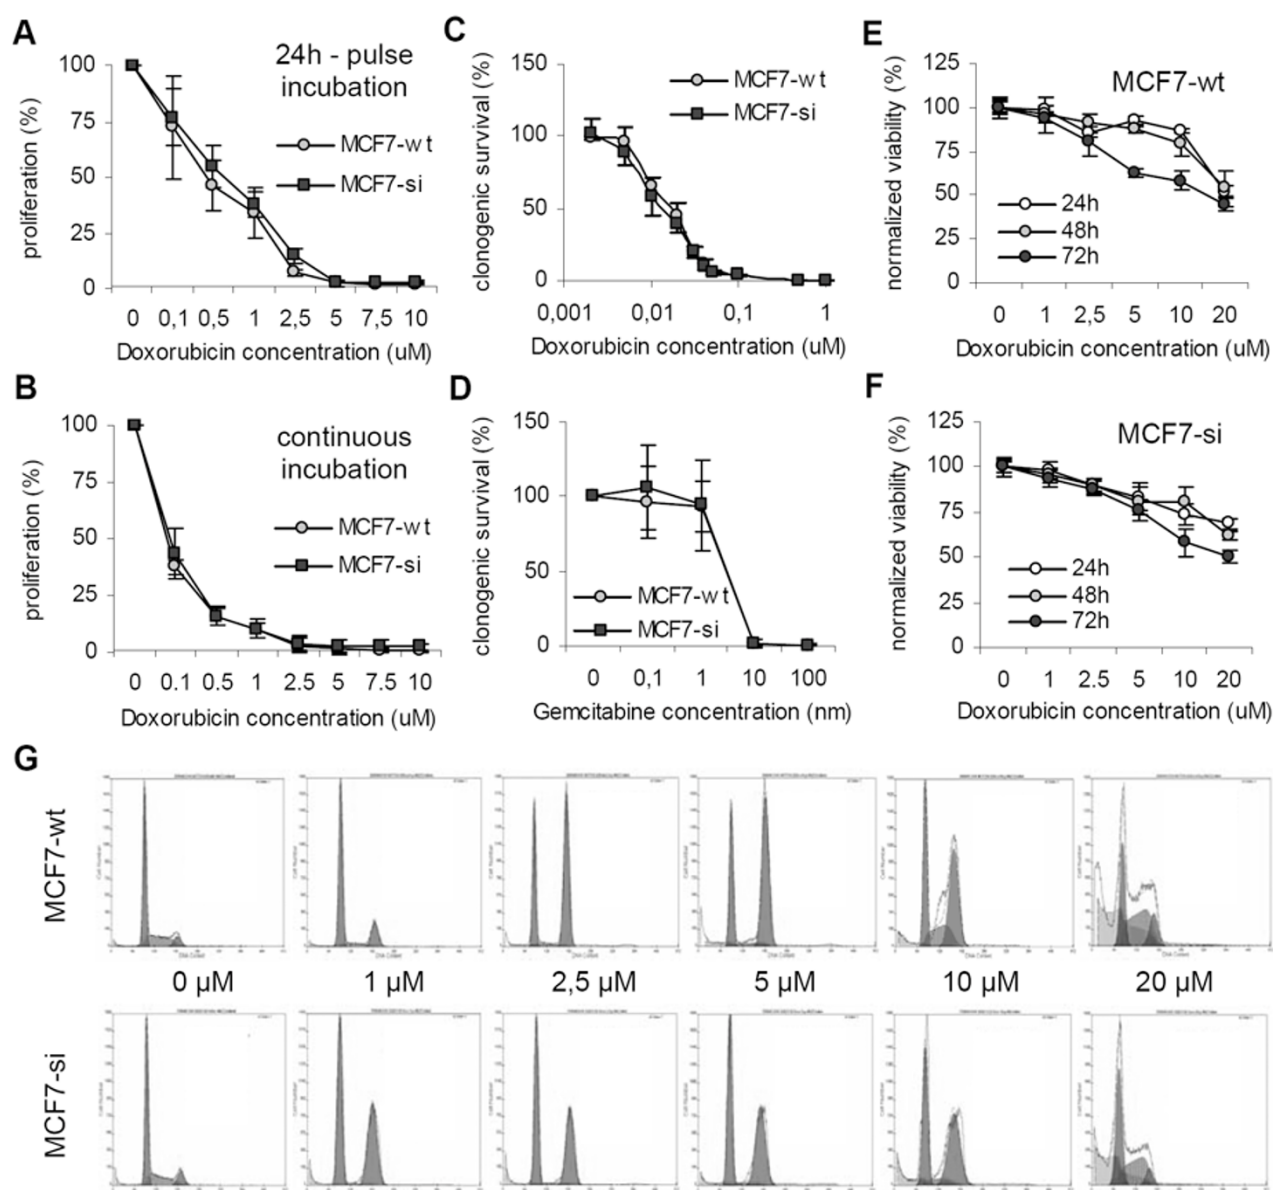 A
24h - pulse
incubation
proliferation (%)
100
75
50
25
0
MCF7-wt
MCF7-si
0 0,1 0,5 1 2,5 5 7,5 10
Doxorubicin concentration (uM)
B
continuous
incubation
proliferation (%)
100
75
50
25
0
MCF7-wt
MCF7-si
0 0.1 0.5 1 2.5 5 7.5 10
Doxorubicin concentration (uM)
C
clonogenic survival (%)
150
100
50
0
MCF7-wt
MCF7-si
0,001 0,01 0,1 1
Doxorubicin concentration (uM)
D
clonogenic survival (%)
150
100
50
0
MCF7-wt
MCF7-si
0 0,1 1 10 100
Gemcitabine concentration (nm)
E
MCF7-wt
normalized viability (%)
125
100
75
50
25
0
24h
48h
72h
0 1 2,5 5 10 20
Doxorubicin concentration (uM)
F
MCF7-si
normalized viability (%)
125
100
75
50
25
0
24h
48h
72h
0 1 2.5 5 10 20
Doxorubicin concentration (uM)
G
MCF7-wt
0 µM 1 µM 2,5 µM 5 µM 10 µM 20 µM
MCF7-si